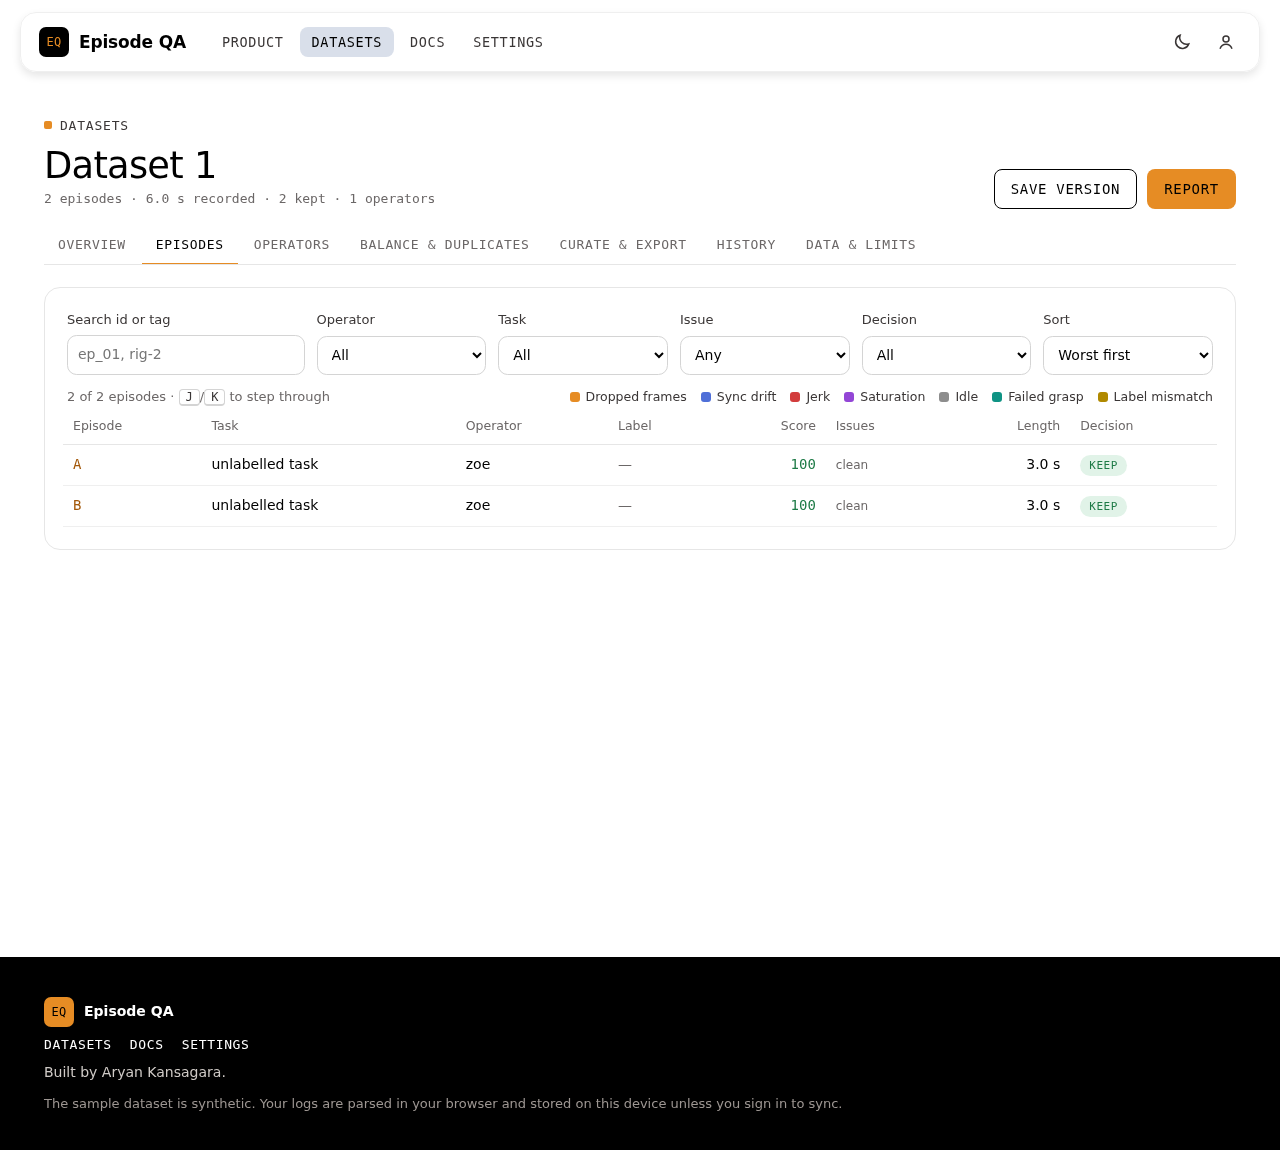 EQ Episode QA PRODUCT DATASETS DOCS SETTINGS
DATASETS
Dataset 1
2 episodes · 6.0 s recorded · 2 kept · 1 operators
SAVE VERSION REPORT
OVERVIEW EPISODES OPERATORS BALANCE & DUPLICATES CURATE & EXPORT HISTORY DATA & LIMITS
Search id or tag Operator Task Issue Decision Sort
ep_01, rig-2 All All Any All Worst first
2 of 2 episodes · J/K to step through Dropped frames Sync drift Jerk Saturation Idle Failed grasp Label mismatch
Episode Task Operator Label Score Issues Length Decision
A unlabelled task zoe — 100 clean 3.0 s KEEP
B unlabelled task zoe — 100 clean 3.0 s KEEP
EQ Episode QA
DATASETS DOCS SETTINGS
Built by Aryan Kansagara.
The sample dataset is synthetic. Your logs are parsed in your browser and stored on this device unless you sign in to sync.